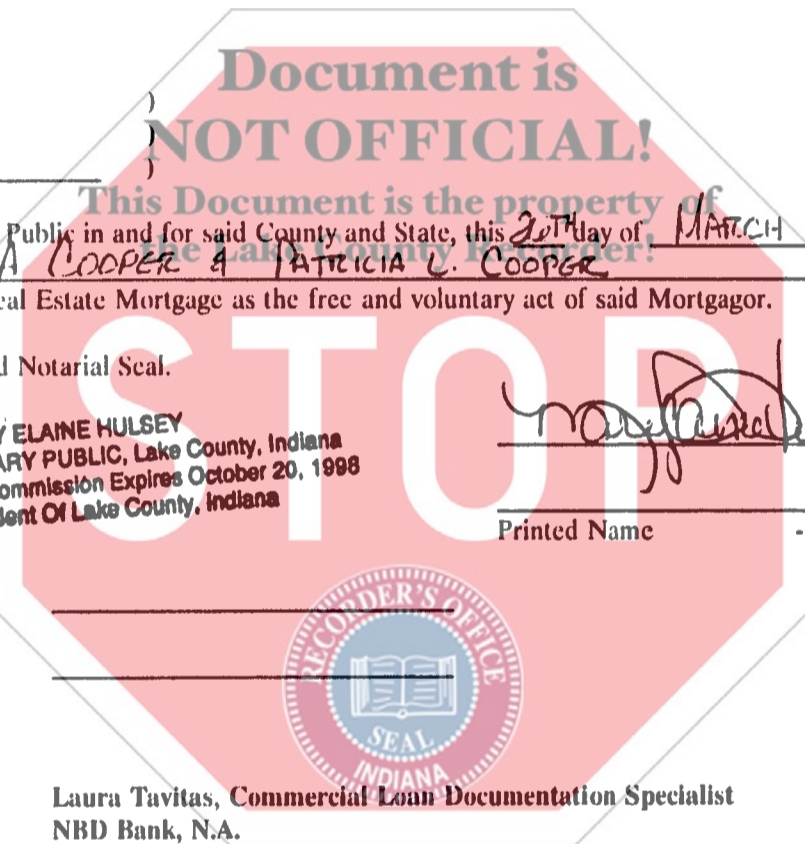 Document is
NOT OFFICIAL!
This Document is the property of
the Lake County Recorder!
)
)
)
Public in and for said County and State, this 20TH day of MARCH
A COOPER & PATRICIA L. COOPER
eal Estate Mortgage as the free and voluntary act of said Mortgagor.
d Notarial Seal.
Y ELAINE HULSEY
ARY PUBLIC, Lake County, Indiana
ommission Expires October 20, 1998
dent Of Lake County, Indiana
STOP
Printed Name
RECORDER'S OFFICE
SEAL
INDIANA
Laura Tavitas, Commercial Loan Documentation Specialist
NBD Bank, N.A.